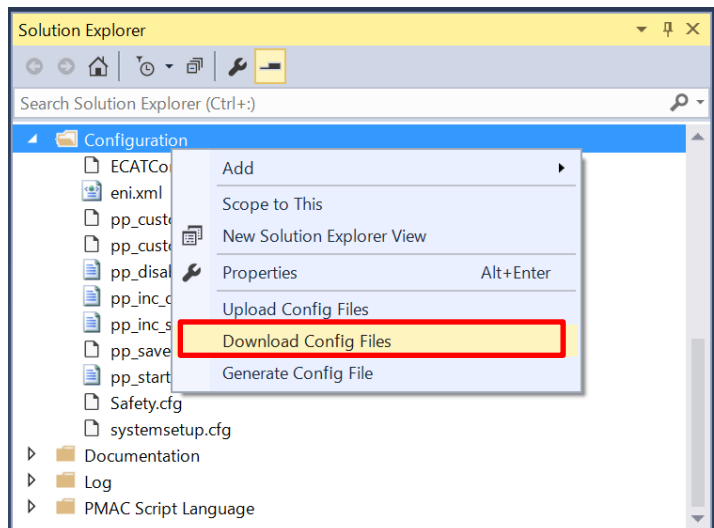 Solution Explorer
Search Solution Explorer (Ctrl+:)
Configuration
ECATCo
Add
eni.xml
Scope to This
pp_custo
New Solution Explorer View
pp_custo
pp_disal
Properties Alt+Enter
pp_inc_c
Upload Config Files
pp_inc_s
Download Config Files
pp_save
Generate Config File
pp_start
Safety.cfg
systemsetup.cfg
Documentation
Log
PMAC Script Language